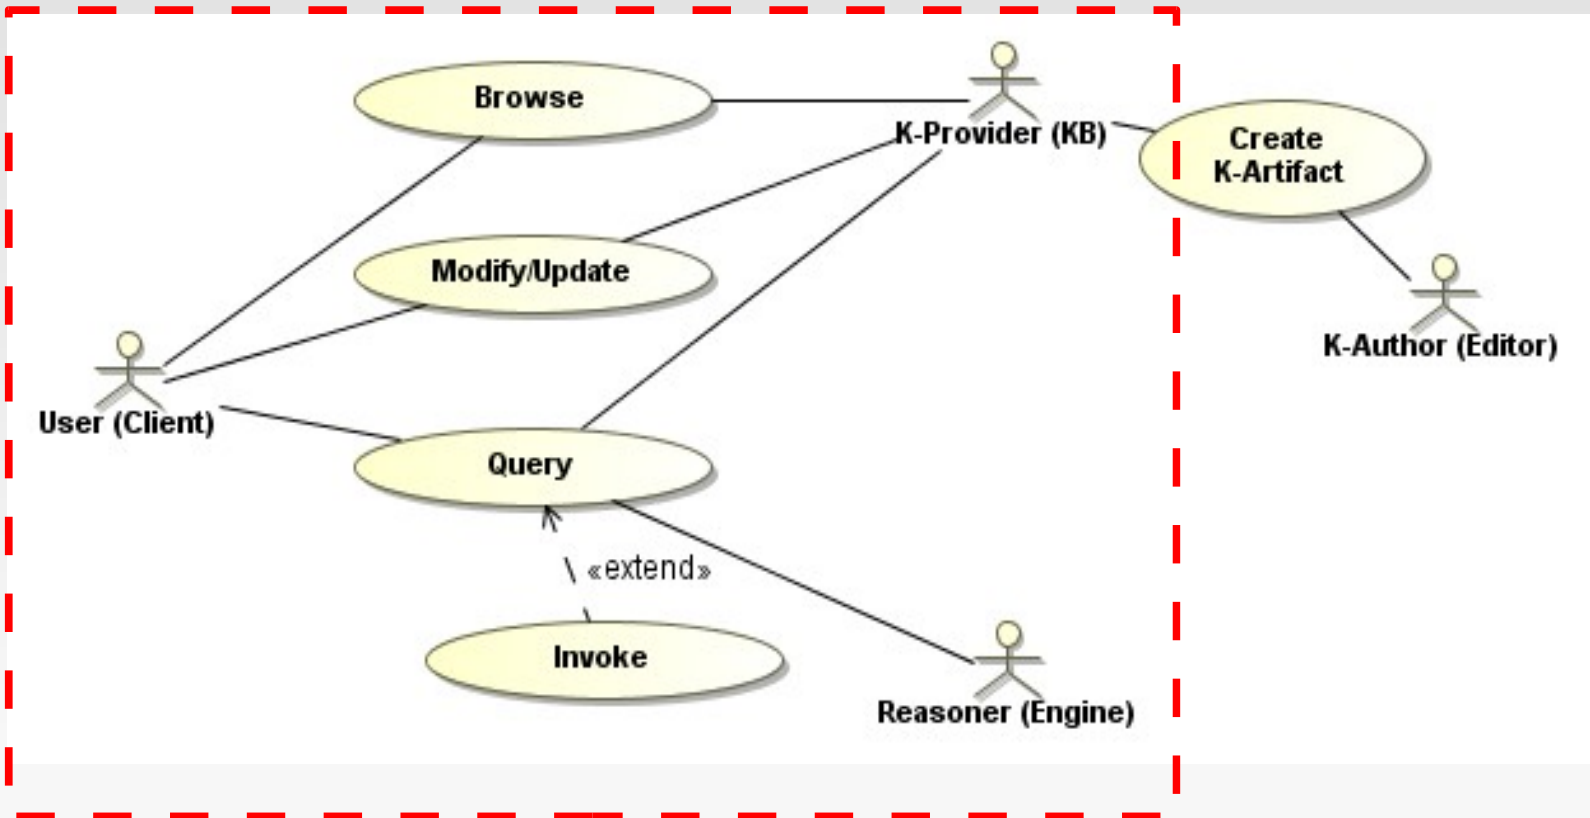 Browse
K-Provider (KB)
Create
K-Artifact
Modify/Update
K-Author (Editor)
User (Client)
Query
«extend»
Invoke
Reasoner (Engine)